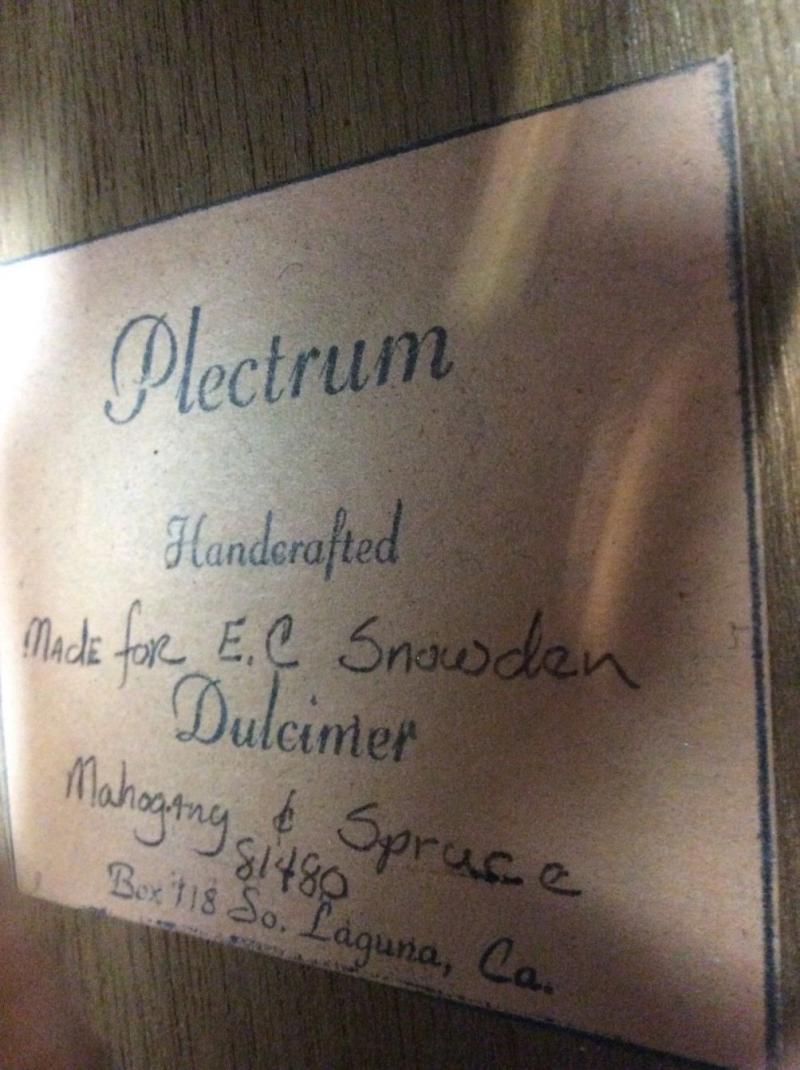 Plectrum
Handcrafted
Made for E.C Snowden
Dulcimer
Mahogany & Spruce
81480
Box 118 So. Laguna, Ca.